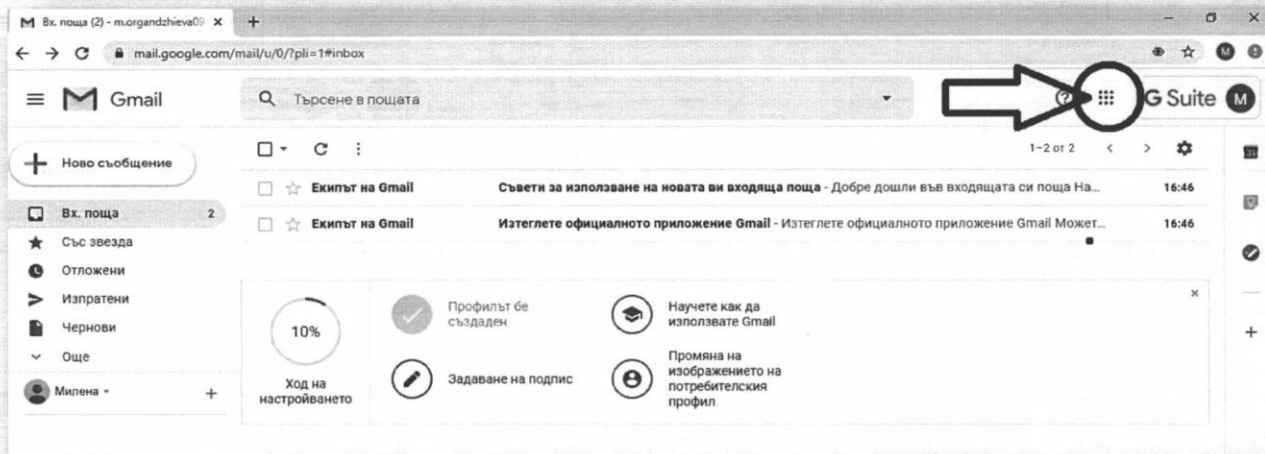 Вх. поща (2) - m.organdzhieva09
mail.google.com/mail/u/0/?pli=1#inbox
M
Gmail
Търсене в пощата
G Suite
M
Ново съобщение
1–2 от 2
31
Екипът на Gmail Съвети за използване на новата ви входяща поща - Добре дошли във входящата си поща На... 16:46
Вх. поща 2
Екипът на Gmail Изтеглете официалното приложение Gmail - Изтеглете официалното приложение Gmail Может... 16:46
Със звезда
Отложени
Изпратени
Чернови
Още
Милена
10%
Ход на
настройването
Профилът бе
създаден
Научете как да
използвате Gmail
Задаване на подпис
Промяна на
изображението на
потребителския
профил